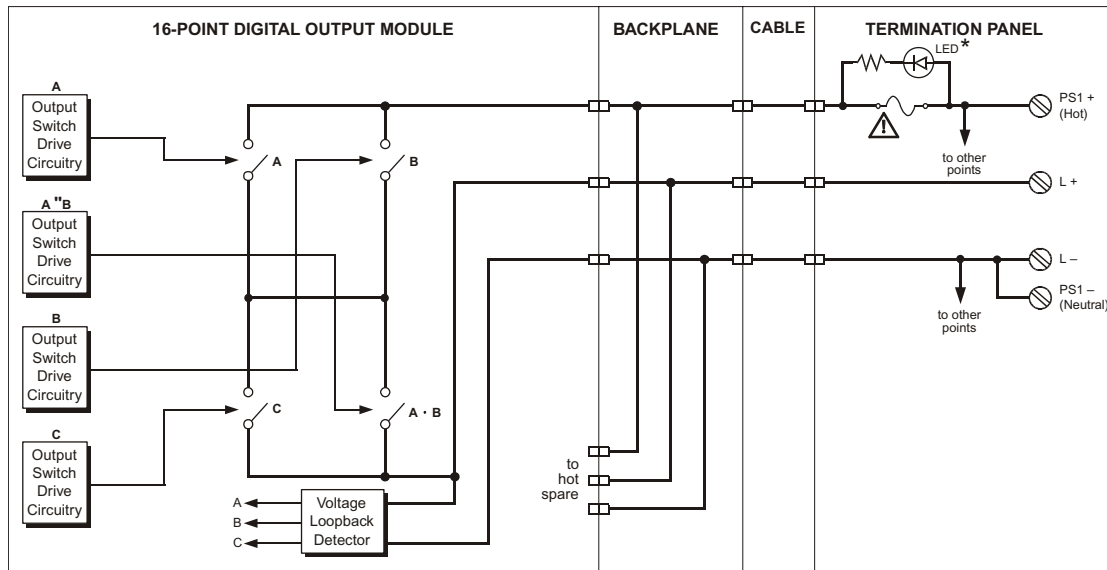 16-POINT DIGITAL OUTPUT MODULE
BACKPLANE
CABLE
TERMINATION PANEL
LED *
PS1 +
(Hot)
to other
points
L +
L –
PS1 –
(Neutral)
to other
points
A
Output
Switch
Drive
Circuitry
A "B
Output
Switch
Drive
Circuitry
B
Output
Switch
Drive
Circuitry
C
Output
Switch
Drive
Circuitry
A
B
C
A · B
A
B
C
Voltage
Loopback
Detector
to
hot
spare
!